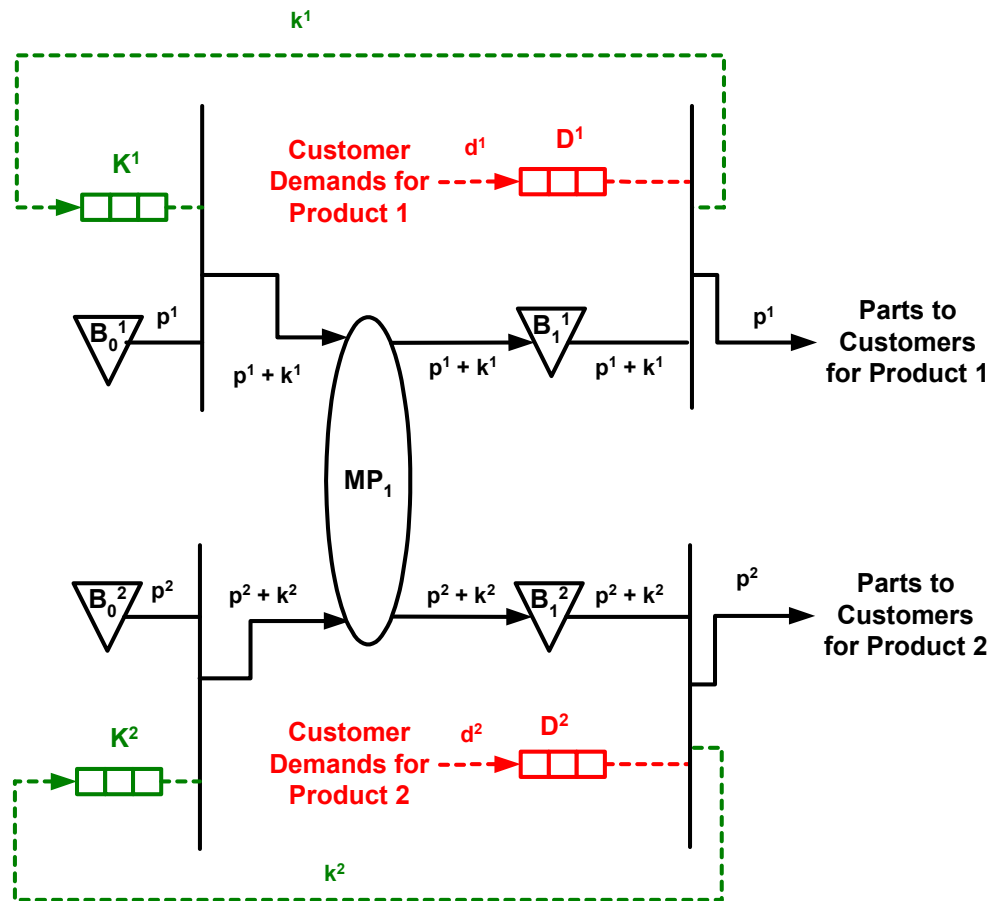 k¹
K¹
Customer
Demands for
Product 1
d¹
D¹
B₀¹
p¹
p¹ + k¹
p¹ + k¹
B₁¹
p¹ + k¹
p¹
Parts to
Customers
for Product 1
MP₁
B₀²
p²
p² + k²
p² + k²
B₁²
p² + k²
p²
Parts to
Customers
for Product 2
K²
Customer
Demands for
Product 2
d²
D²
k²